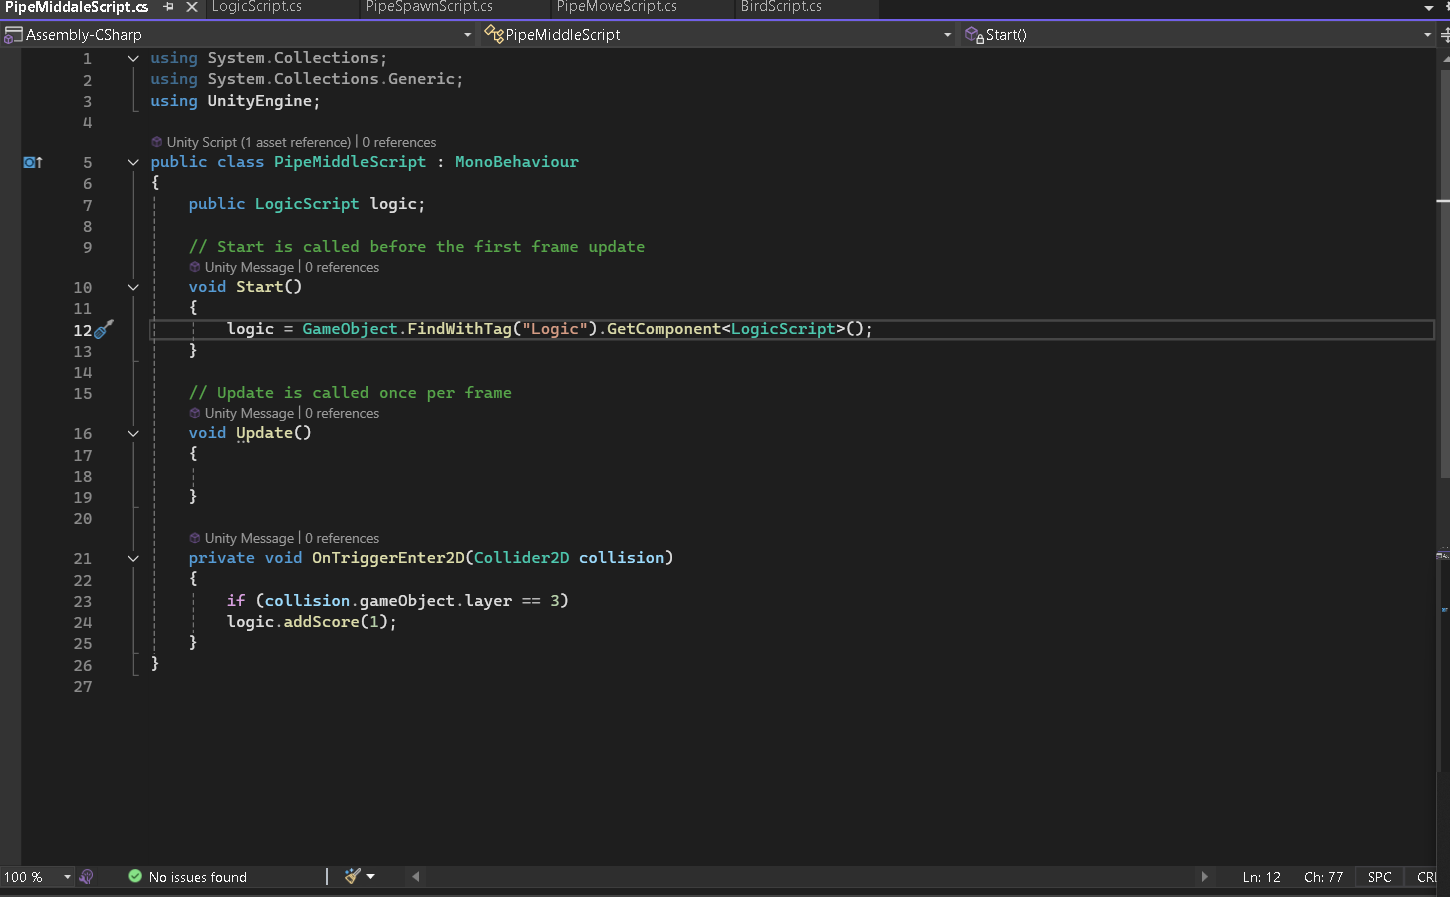 PipeMiddaleScript.cs LogicScript.cs PipeSpawnScript.cs PipeMoveScript.cs BirdScript.cs
Assembly-CSharp PipeMiddleScript Start()
1 using System.Collections;
2 using System.Collections.Generic;
3 using UnityEngine;
4
Unity Script (1 asset reference) | 0 references
5 public class PipeMiddleScript : MonoBehaviour
6 {
7 public LogicScript logic;
8
9 // Start is called before the first frame update
Unity Message | 0 references
10 void Start()
11 {
12 logic = GameObject.FindWithTag("Logic").GetComponent<LogicScript>();
13 }
14
15 // Update is called once per frame
Unity Message | 0 references
16 void Update()
17 {
18
19 }
20
Unity Message | 0 references
21 private void OnTriggerEnter2D(Collider2D collision)
22 {
23 if (collision.gameObject.layer == 3)
24 logic.addScore(1);
25 }
26 }
27
100 % No issues found Ln: 12 Ch: 77 SPC